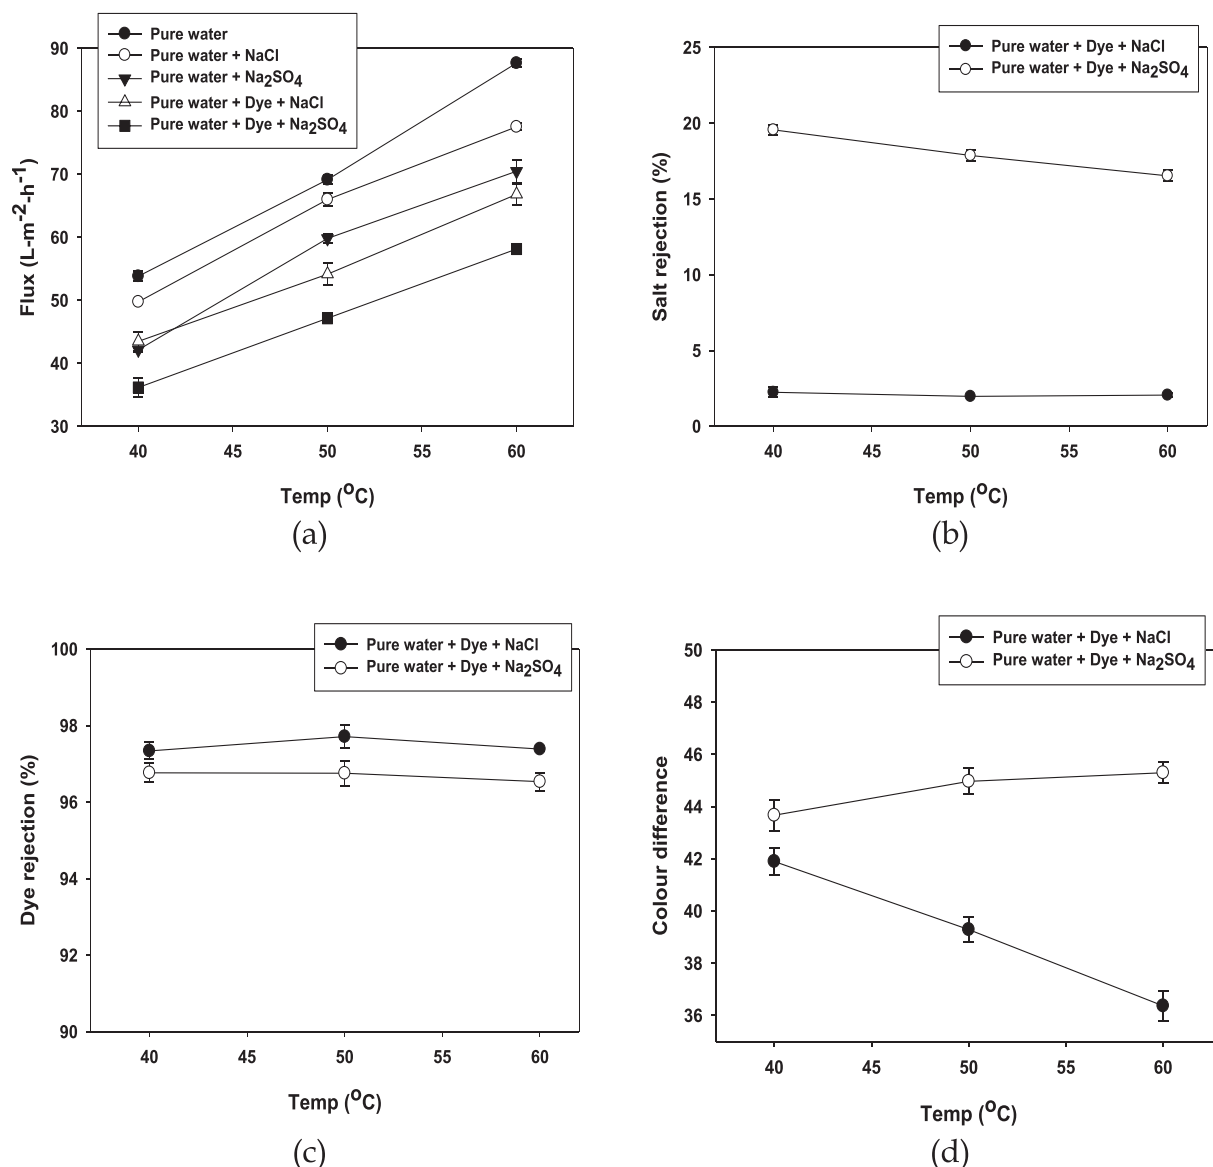 Pure water
Pure water + NaCl
Pure water + Na2SO4
Pure water + Dye + NaCl
Pure water + Dye + Na2SO4
90
80
70
60
50
40
30
Flux (L-m-2-h-1)
40 45 50 55 60
Temp (oC)
(a)
Pure water + Dye + NaCl
Pure water + Dye + Na2SO4
25
20
15
10
5
0
Salt rejection (%)
40 45 50 55 60
Temp (oC)
(b)
Pure water + Dye + NaCl
Pure water + Dye + Na2SO4
100
98
96
94
92
90
Dye rejection (%)
40 45 50 55 60
Temp (oC)
(c)
Pure water + Dye + NaCl
Pure water + Dye + Na2SO4
50
48
46
44
42
40
38
36
Colour difference
40 45 50 55 60
Temp (oC)
(d)